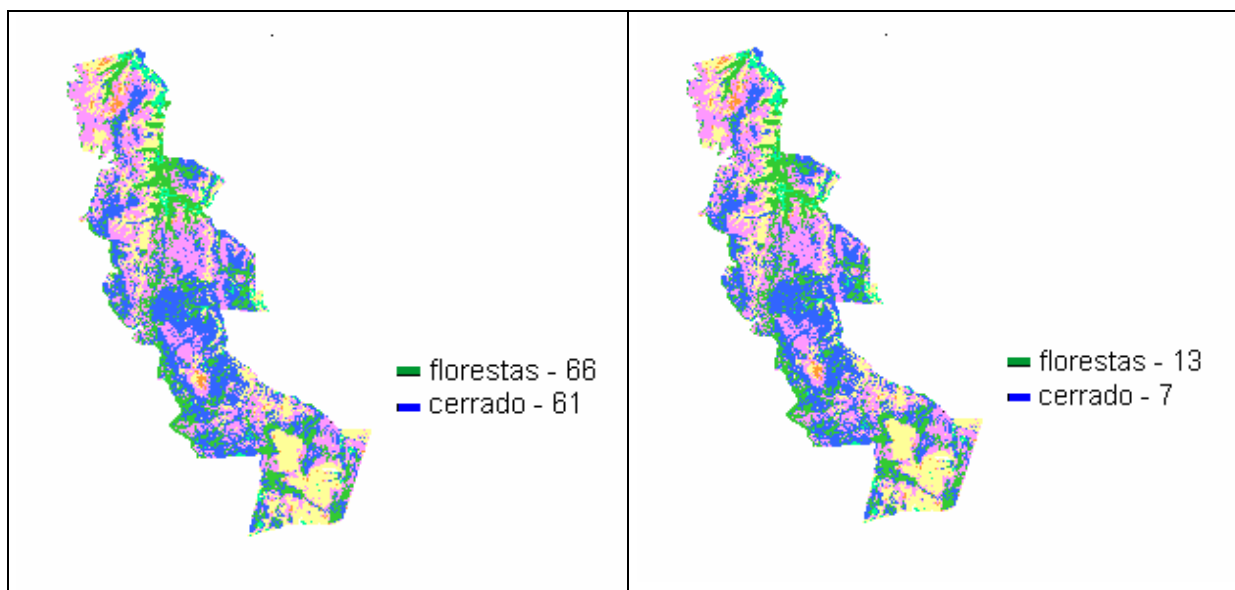 florestas - 66
cerrado - 61
florestas - 13
cerrado - 7